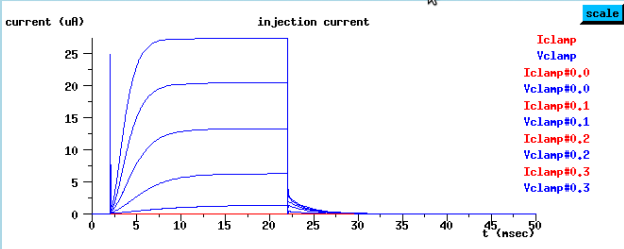 scale
current (uA)
injection current
Iclamp
Vclamp
Iclamp#0.0
Vclamp#0.0
Iclamp#0.1
Vclamp#0.1
Iclamp#0.2
Vclamp#0.2
Iclamp#0.3
Vclamp#0.3
25
20
15
10
5
0
0 5 10 15 20 25 30 35 40 45 50
t (msec)